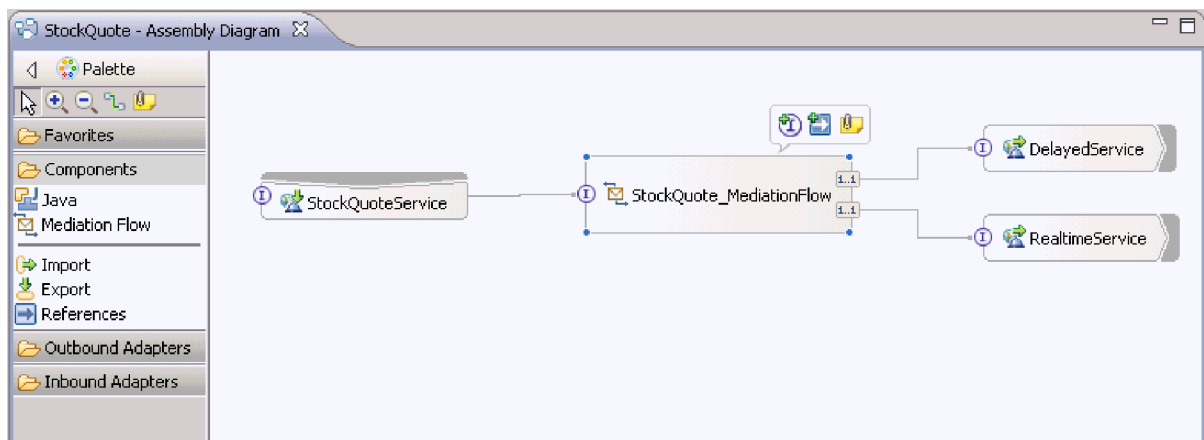 StockQuote - Assembly Diagram
Palette
Favorites
Components
Java
Mediation Flow
Import
Export
References
Outbound Adapters
Inbound Adapters
I StockQuoteService
I StockQuote_MediationFlow
1..1
1..1
I
I DelayedService
I RealtimeService